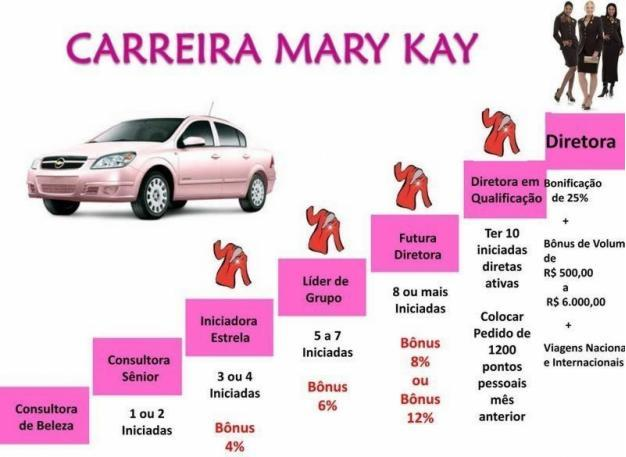 CARREIRA MARY KAY
Consultora
de Beleza
Consultora
Sênior
1 ou 2
Iniciadas
Iniciadora
Estrela
3 ou 4
Iniciadas
Bônus
4%
Líder de
Grupo
5 a 7
Iniciadas
Bônus
6%
Futura
Diretora
8 ou mais
Iniciadas
Bônus
8%
ou
Bônus
12%
Diretora em
Qualificação
Ter 10
iniciadas
diretas
ativas
Colocar
Pedido de
1200
pontos
pessoais
mês
anterior
Diretora
Bonificação
de 25%
+
Bônus de Volum
de
R$ 500,00
a
R$ 6.000,00
+
Viagens Naciona
e Internacionais